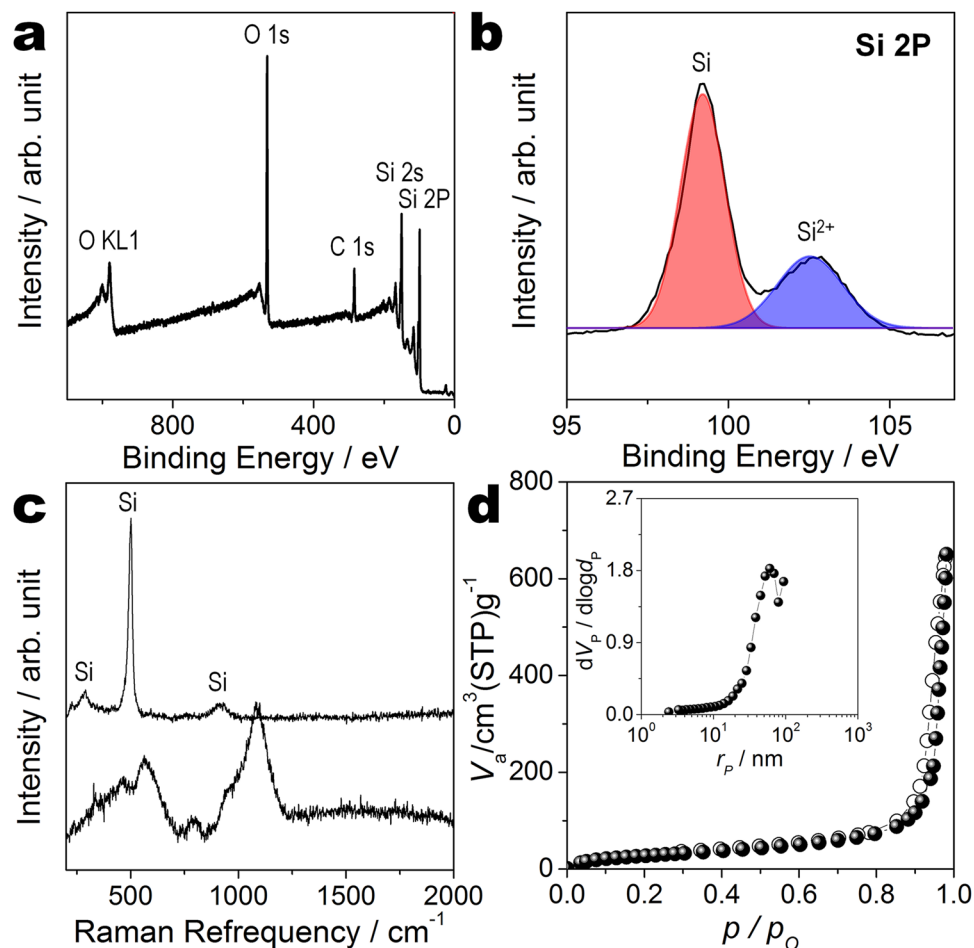 a
Intensity / arb. unit
O KL1
O 1s
C 1s
Si 2s
Si 2P
800
400
0
Binding Energy / eV
b
Intensity / arb. unit
Si 2P
Si
Si2+
95
100
105
Binding Energy / eV
c
Intensity / arb. unit
Si
Si
Si
500
1000
1500
2000
Raman Refrequency / cm-1
d
Va/cm3(STP)g-1
800
600
400
200
0
0.0
0.2
0.4
0.6
0.8
1.0
p / pO
dVP / dlogdP
2.7
1.8
0.9
0.0
100
101
102
103
rP / nm